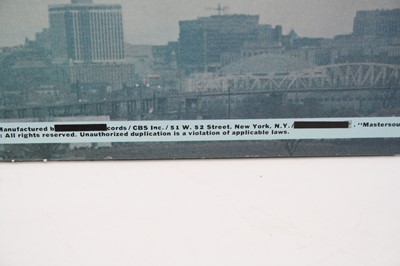 Manufactured b cords/CBS Inc./51 W. 52 Street, New York, N.Y./ . "Mastersou
All rights reserved. Unauthorized duplication is a violation of applicable laws.